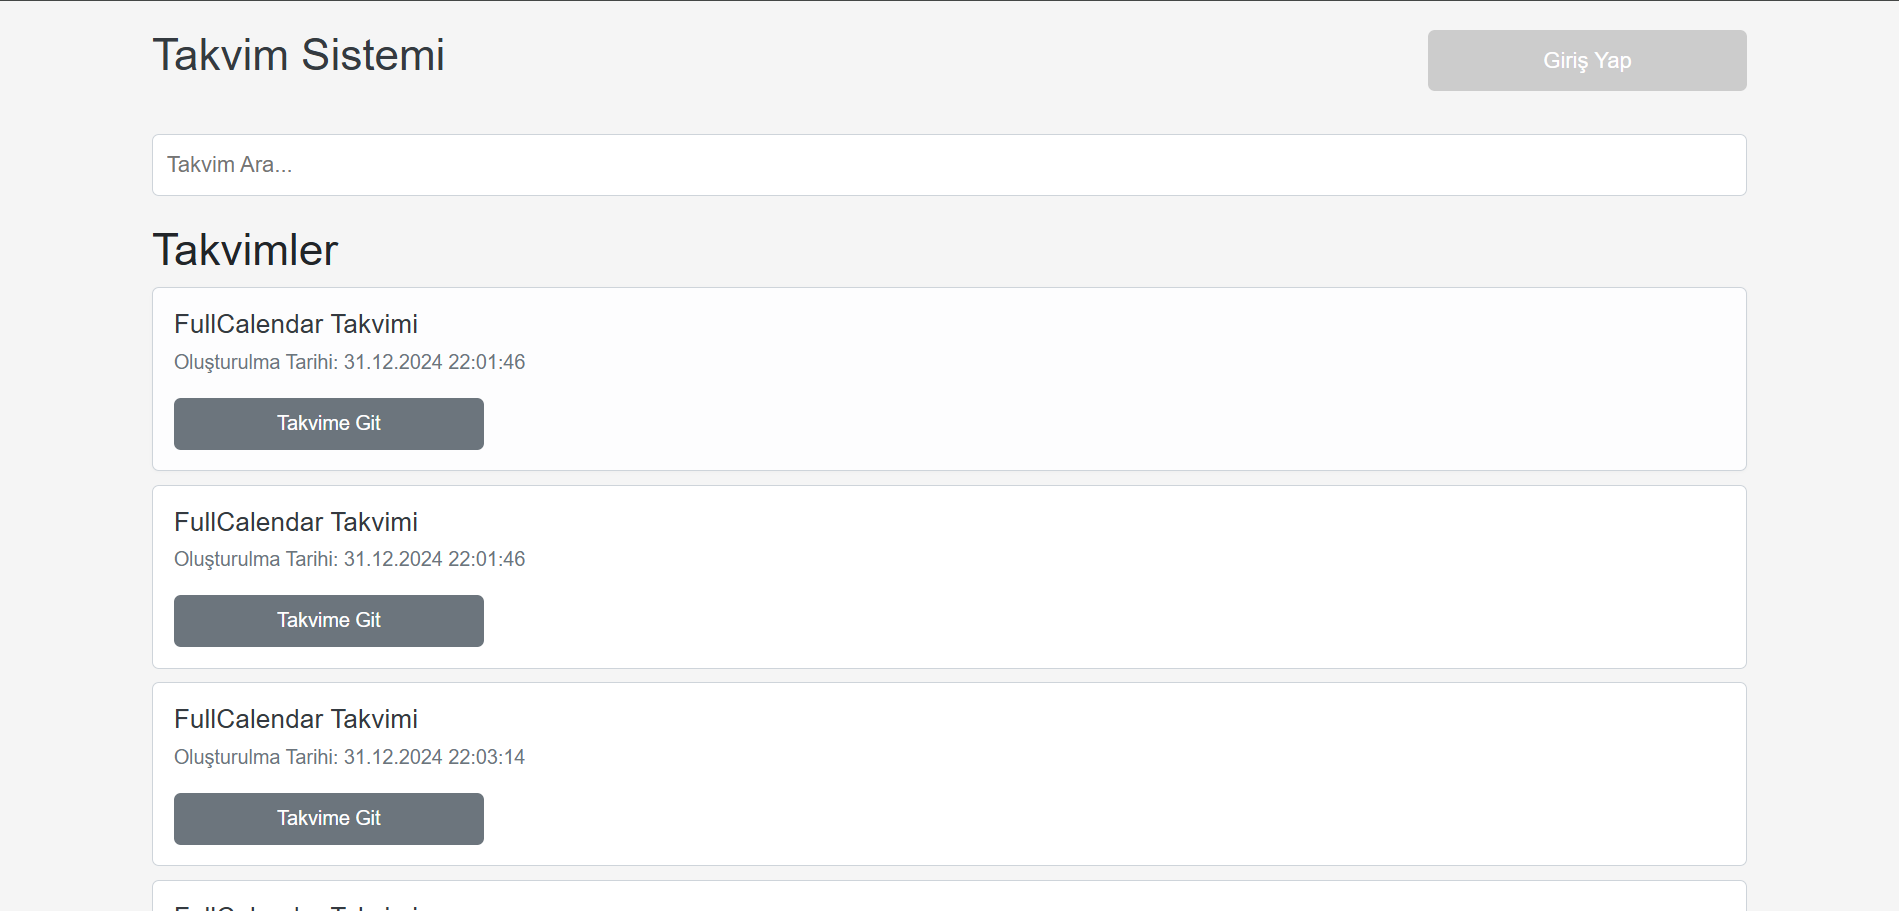 Takvim Sistemi
Giriş Yap
Takvim Ara...
Takvimler
FullCalendar Takvimi
Oluşturulma Tarihi: 31.12.2024 22:01:46
Takvime Git
FullCalendar Takvimi
Oluşturulma Tarihi: 31.12.2024 22:01:46
Takvime Git
FullCalendar Takvimi
Oluşturulma Tarihi: 31.12.2024 22:03:14
Takvime Git
FullCalendar Takvimi